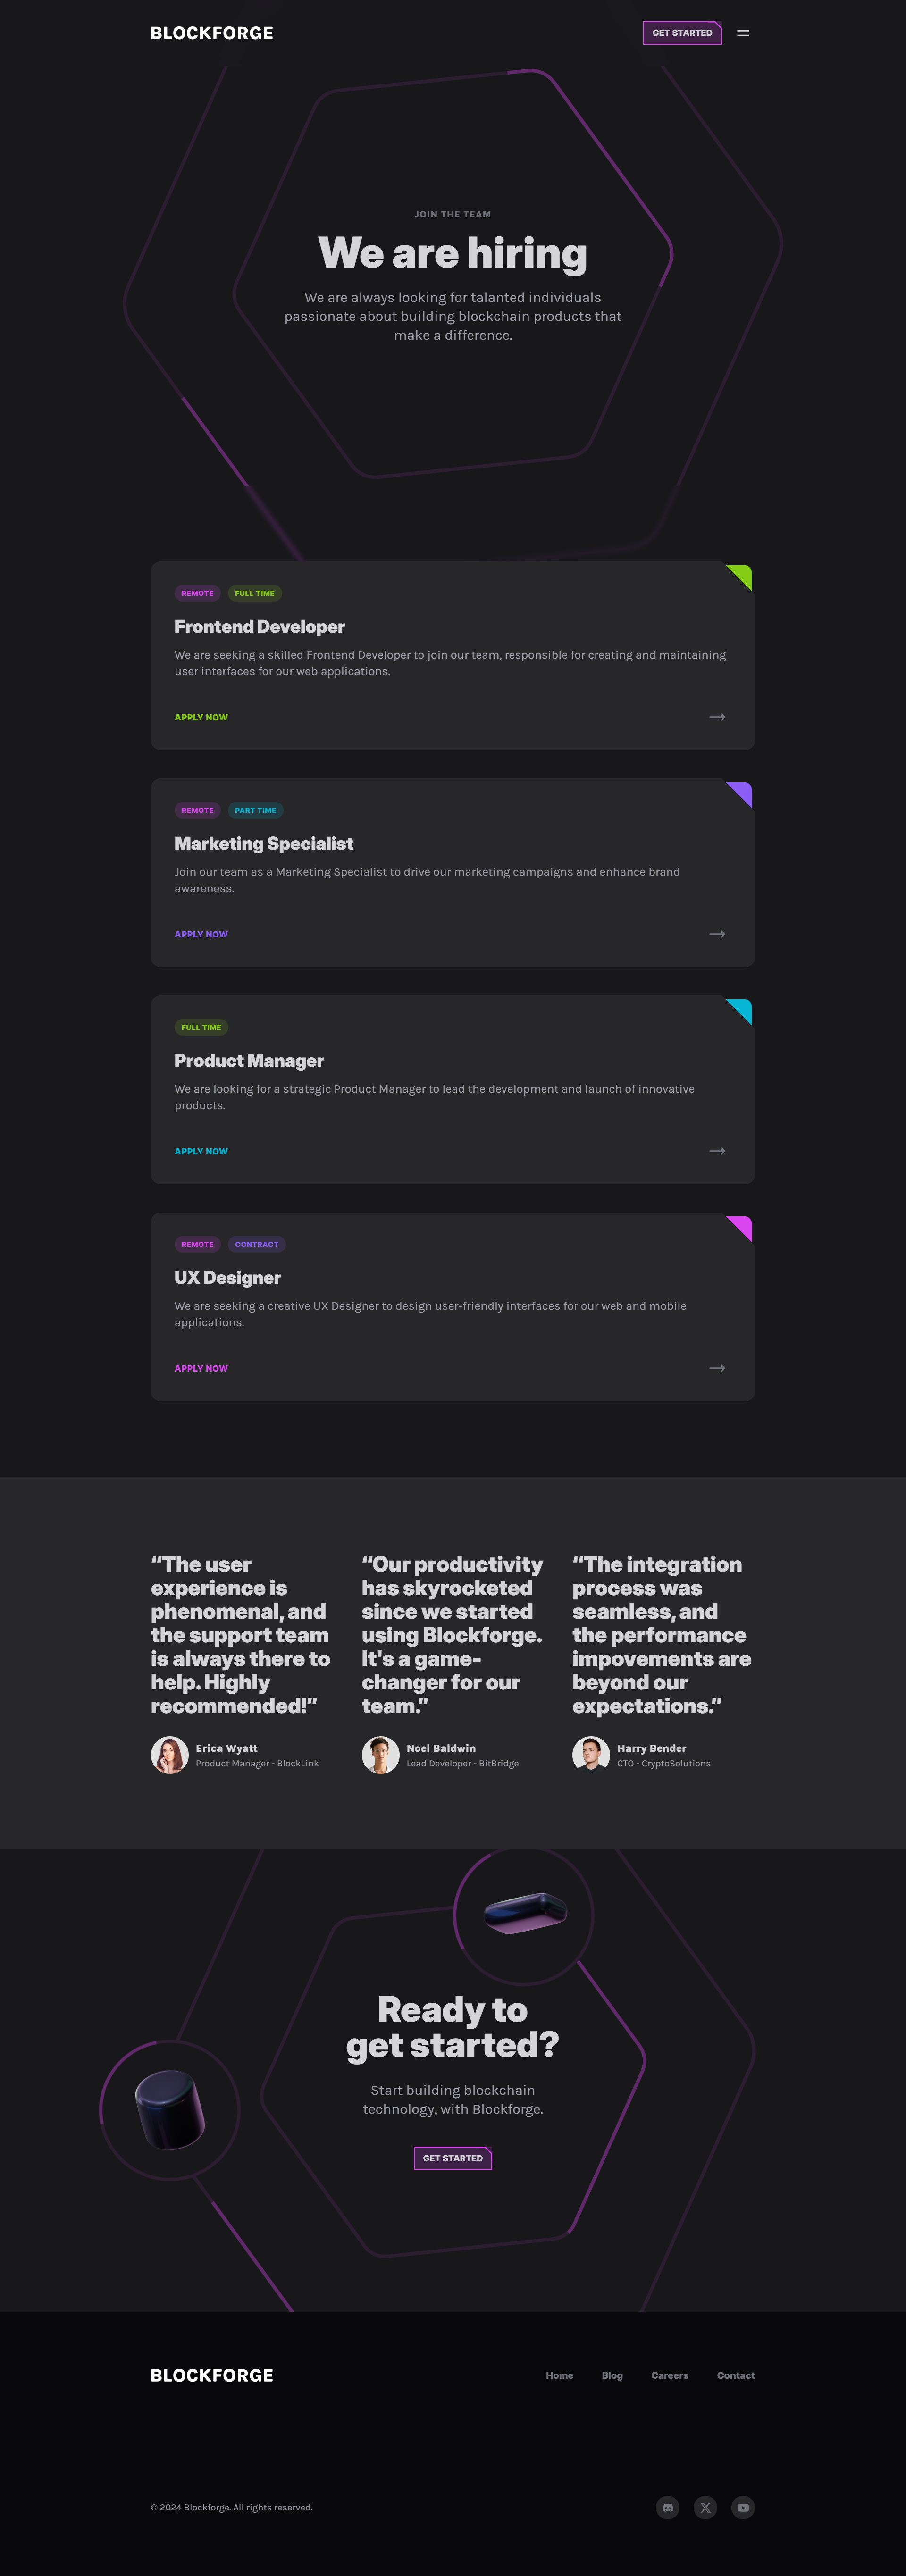 BLOCKFORGE
GET STARTED
JOIN THE TEAM
We are hiring
We are always looking for talanted individuals
passionate about building blockchain products that
make a difference.
REMOTE
FULL TIME
Frontend Developer
We are seeking a skilled Frontend Developer to join our team, responsible for creating and maintaining
user interfaces for our web applications.
APPLY NOW
REMOTE
PART TIME
Marketing Specialist
Join our team as a Marketing Specialist to drive our marketing campaigns and enhance brand
awareness.
APPLY NOW
FULL TIME
Product Manager
We are looking for a strategic Product Manager to lead the development and launch of innovative
products.
APPLY NOW
REMOTE
CONTRACT
UX Designer
We are seeking a creative UX Designer to design user-friendly interfaces for our web and mobile
applications.
APPLY NOW
“The user
experience is
phenomenal, and
the support team
is always there to
help. Highly
recommended!”
Erica Wyatt
Product Manager - BlockLink
“Our productivity
has skyrocketed
since we started
using Blockforge.
It's a game-
changer for our
team.”
Noel Baldwin
Lead Developer - BitBridge
“The integration
process was
seamless, and
the performance
impovements are
beyond our
expectations.”
Harry Bender
CTO - CryptoSolutions
Ready to
get started?
Start building blockchain
technology, with Blockforge.
GET STARTED
BLOCKFORGE
Home
Blog
Careers
Contact
© 2024 Blockforge. All rights reserved.